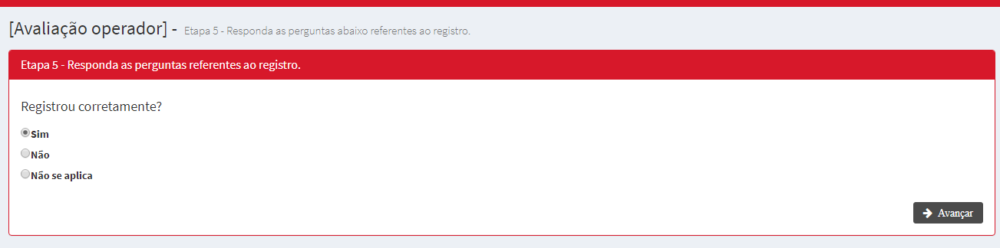 [Avaliação operador] - Etapa 5 - Responda as perguntas abaixo referentes ao registro.
Etapa 5 - Responda as perguntas referentes ao registro.
Registrou corretamente?
Sim
Não
Não se aplica
Avançar